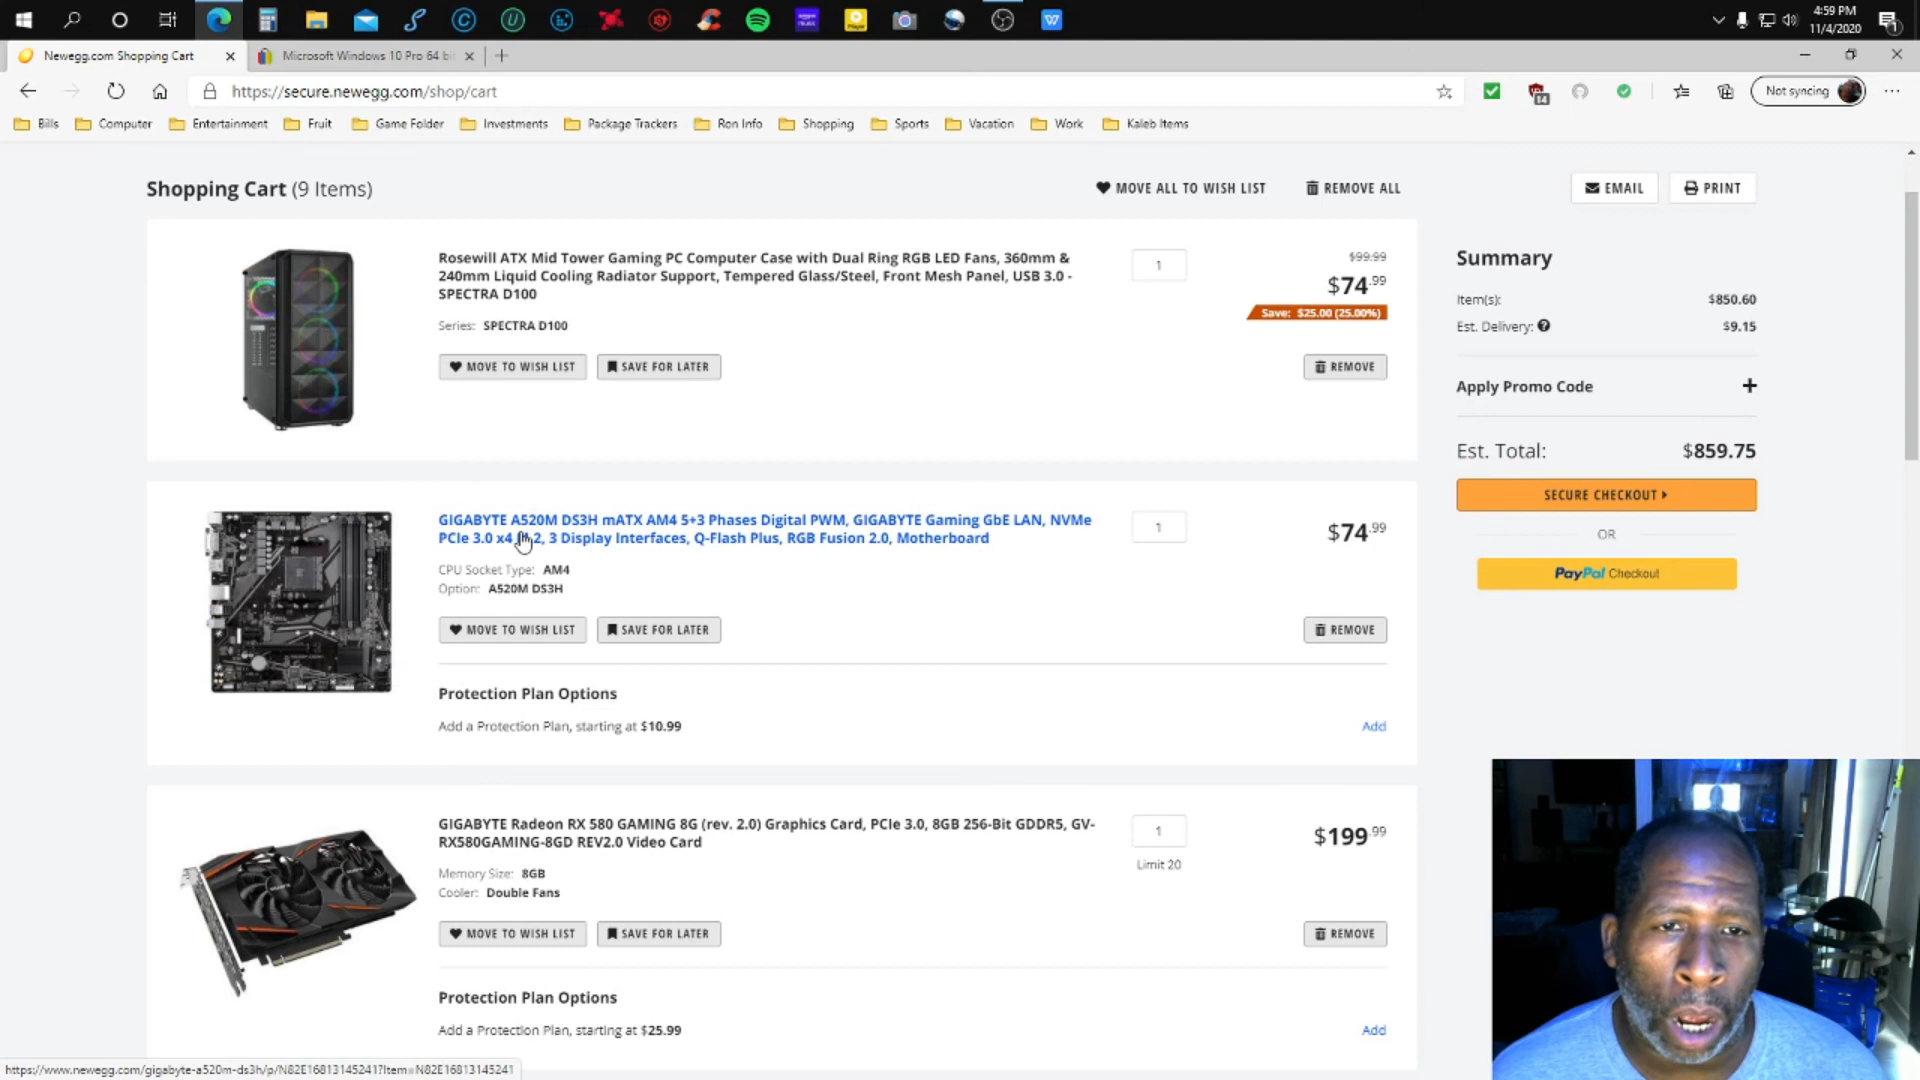 4:59 PM
11/4/2020
Newegg.com Shopping Cart
Microsoft Windows 10 Pro 64 bi
https://secure.newegg.com/shop/cart
Not syncing
Bills
Computer
Entertainment
Fruit
Game Folder
Investments
Package Trackers
Ron Info
Shopping
Sports
Vacation
Work
Kaleb Items
Shopping Cart (9 Items)
MOVE ALL TO WISH LIST
REMOVE ALL
EMAIL
PRINT
Rosewill ATX Mid Tower Gaming PC Computer Case with Dual Ring RGB LED Fans, 360mm &
240mm Liquid Cooling Radiator Support, Tempered Glass/Steel, Front Mesh Panel, USB 3.0 -
SPECTRA D100
Series: SPECTRA D100
1
$99.99
$74.99
Save: $25.00 (25.00%)
MOVE TO WISH LIST
SAVE FOR LATER
REMOVE
Summary
Item(s): $850.60
Est. Delivery: ? $9.15
Apply Promo Code +
Est. Total: $859.75
SECURE CHECKOUT
OR
PayPal Checkout
GIGABYTE A520M DS3H mATX AM4 5+3 Phases Digital PWM, GIGABYTE Gaming GbE LAN, NVMe
PCIe 3.0 x4 2, 3 Display Interfaces, Q-Flash Plus, RGB Fusion 2.0, Motherboard
CPU Socket Type: AM4
Option: A520M DS3H
1
$74.99
MOVE TO WISH LIST
SAVE FOR LATER
REMOVE
Protection Plan Options
Add a Protection Plan, starting at $10.99
Add
GIGABYTE Radeon RX 580 GAMING 8G (rev. 2.0) Graphics Card, PCIe 3.0, 8GB 256-Bit GDDR5, GV-
RX580GAMING-8GD REV2.0 Video Card
Memory Size: 8GB
Cooler: Double Fans
1
Limit 20
$199.99
MOVE TO WISH LIST
SAVE FOR LATER
REMOVE
Protection Plan Options
Add a Protection Plan, starting at $25.99
Add
https://www.newegg.com/gigabyte-a520m-ds3h/p/N82E16813145241?Item=N82E16813145241